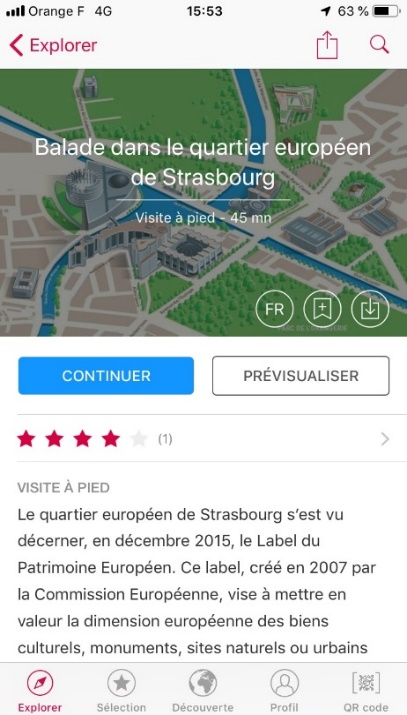 Orange F 4G 15:53 63 %
Explorer
Balade dans le quartier européen
de Strasbourg
Visite à pied - 45 mn
FR
PARC DE L'ORANGERIE
CONTINUER PRÉVISUALISER
(1)
VISITE À PIED
Le quartier européen de Strasbourg s'est vu
décerner, en décembre 2015, le Label du
Patrimoine Européen. Ce label, créé en 2007 par
la Commission Européenne, vise à mettre en
valeur la dimension européenne des biens
culturels, monuments, sites naturels ou urbains
Explorer Sélection Découverte Profil QR code